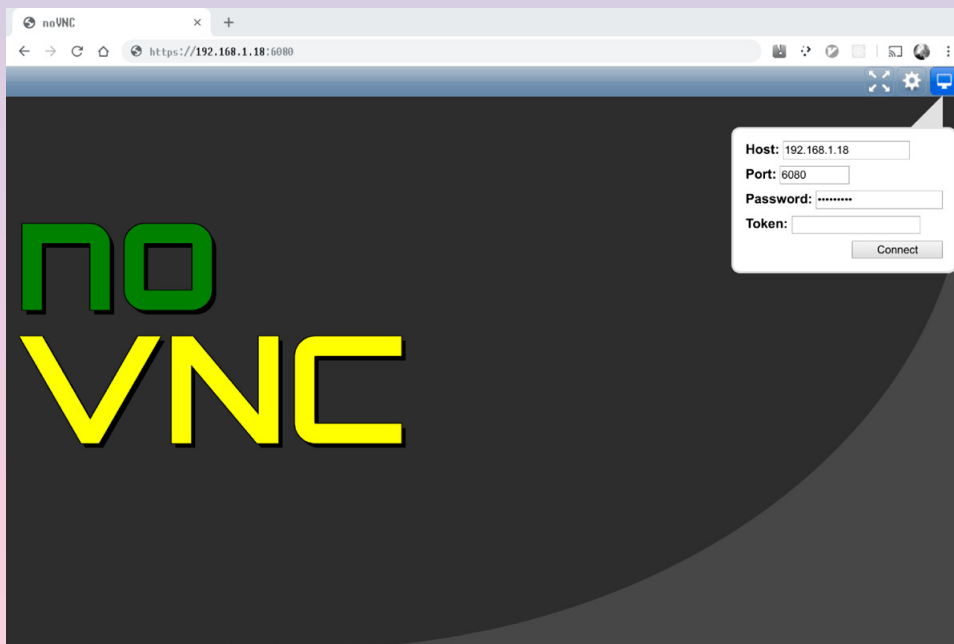 noVNC
https://192.168.1.18:6080
Host: 192.168.1.18
Port: 6080
Password: •••••••••
Token:
Connect
no
VNC